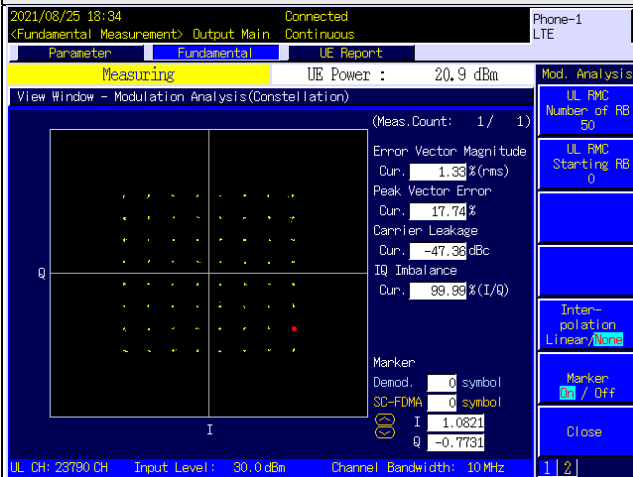 2021/08/25 18:34 Connected Phone-1
<Fundamental Measurement> Output Main Continuous LTE
Parameter Fundamental UE Report
Measuring UE Power : 20.9 dBm Mod. Analysis
View Window - Modulation Analysis(Constellation)
(Meas.Count: 1/ 1)
Error Vector Magnitude
Cur. 1.33 %(rms)
Peak Vector Error
Cur. 17.74 %
Carrier Leakage
Cur. -47.36 dBc
IQ Imbalance
Cur. 99.99 %(I/Q)
Q
Marker
Demod. 0 symbol
SC-FDMA 0 symbol
I 1.0821
Q -0.7731
I
UL RMC
Number of RB
50
UL RMC
Starting RB
0
Inter-
polation
Linear/None
Marker
On / Off
Close
UL CH: 23790 CH Input Level: 30.0 dBm Channel Bandwidth: 10 MHz 1 2